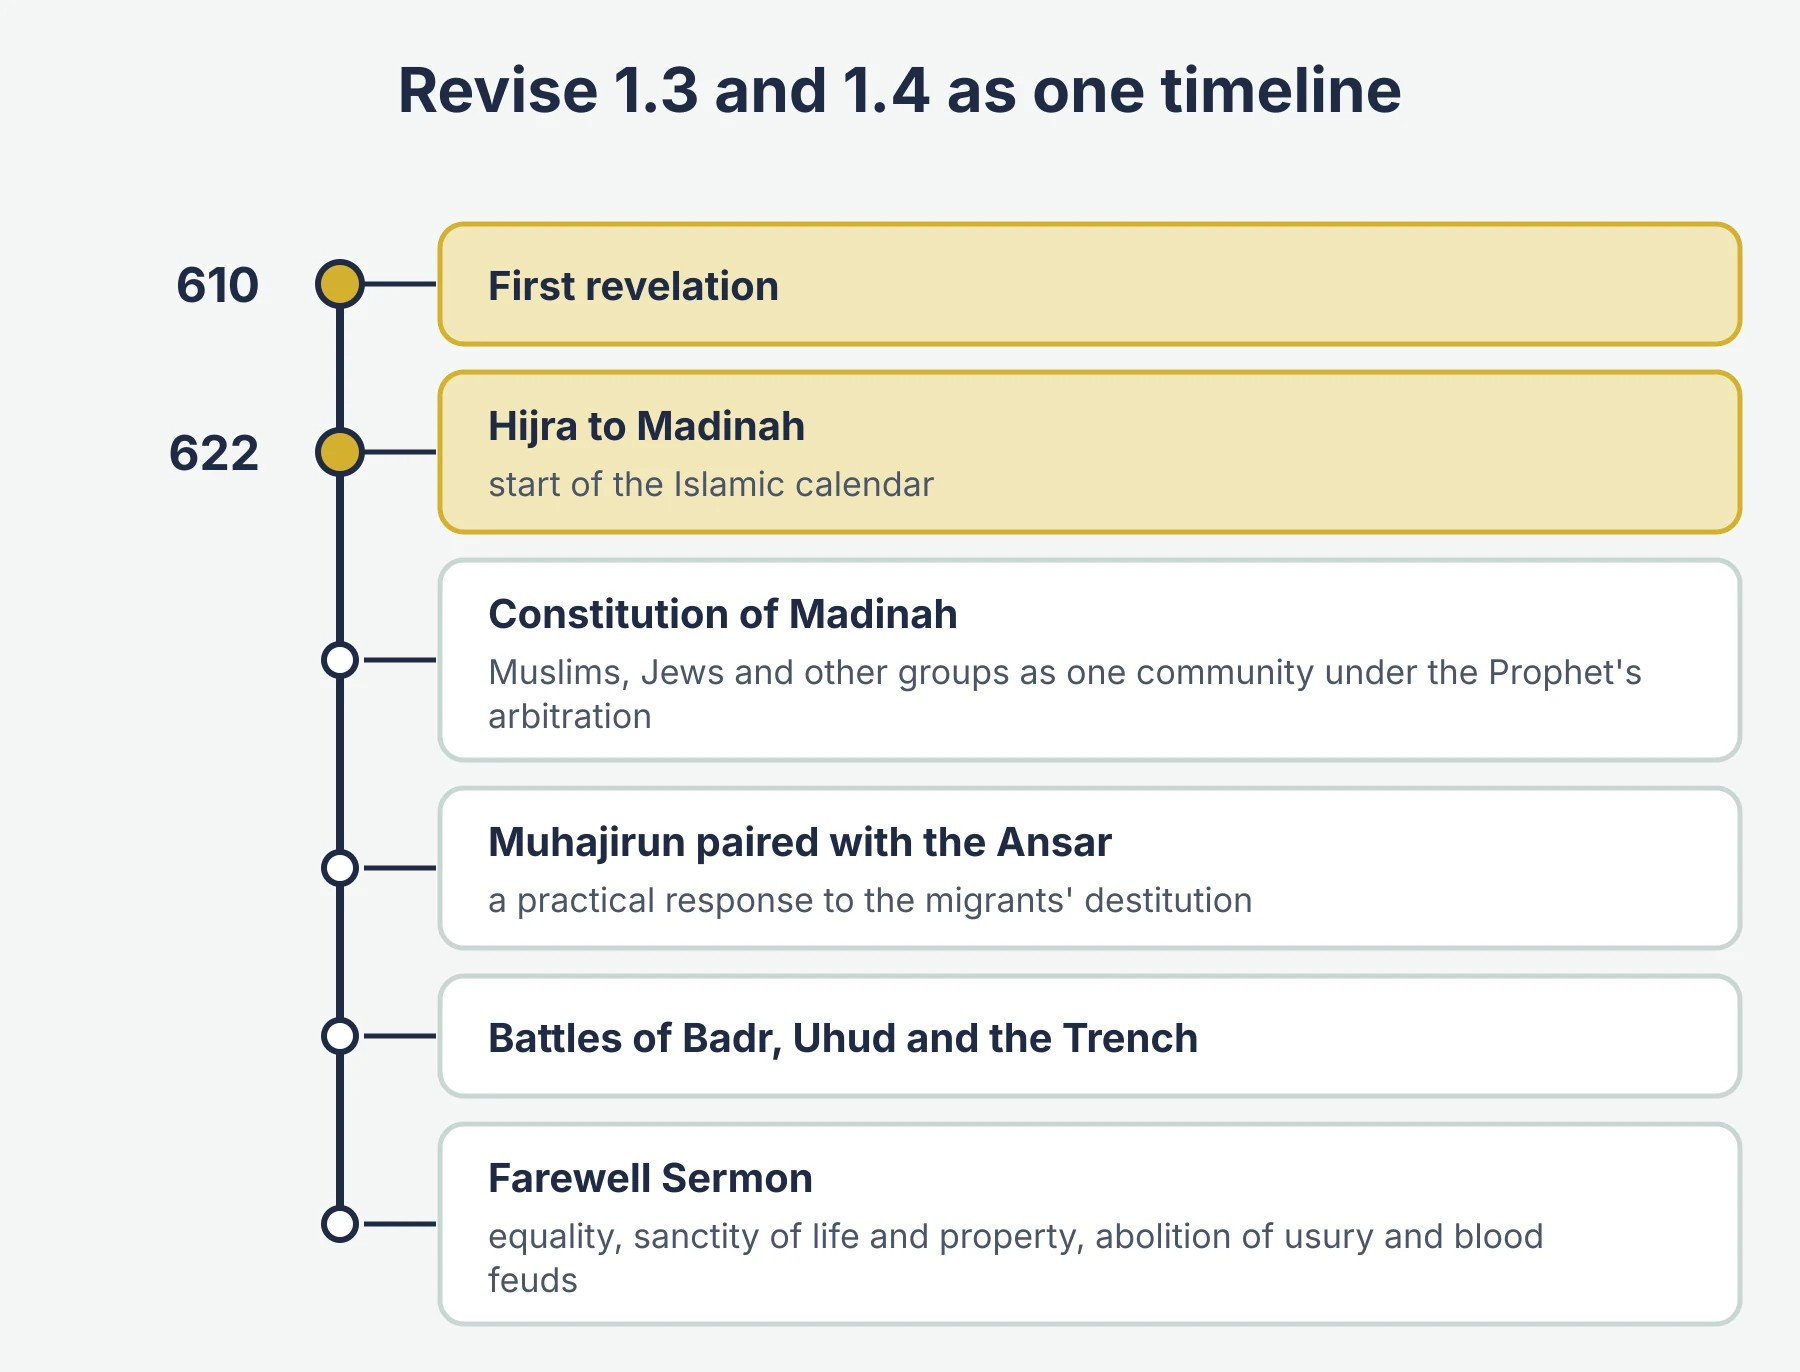 Revise 1.3 and 1.4 as one timeline
610
First revelation
622
Hijra to Madinah
start of the Islamic calendar
Constitution of Madinah
Muslims, Jews and other groups as one community under the Prophet's
arbitration
Muhajirun paired with the Ansar
a practical response to the migrants' destitution
Battles of Badr, Uhud and the Trench
Farewell Sermon
equality, sanctity of life and property, abolition of usury and blood
feuds